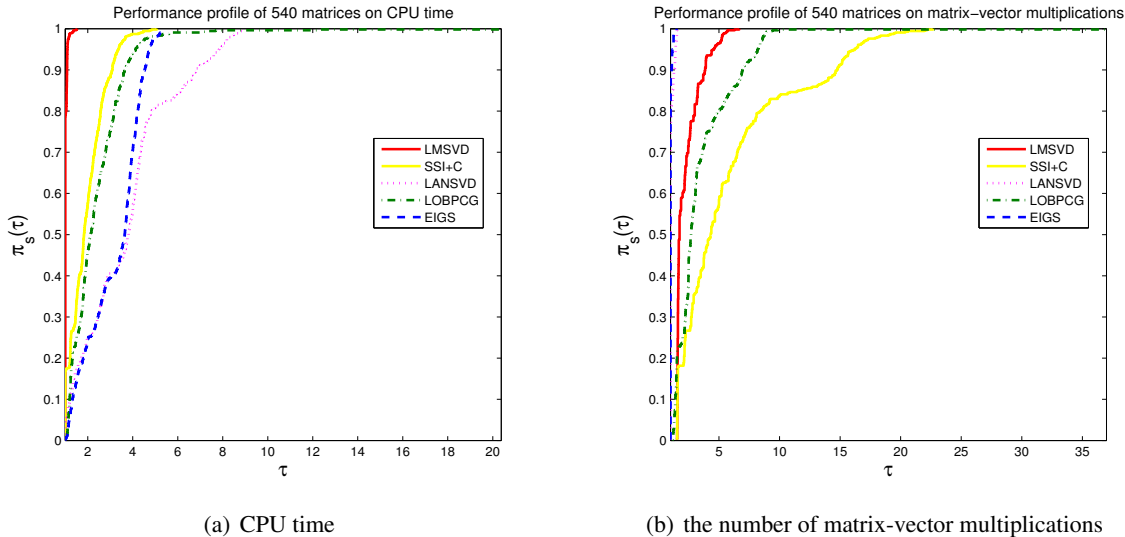 Performance profile of 540 matrices on CPU time
1
0.9
0.8
0.7
0.6
0.5
0.4
0.3
0.2
0.1
0
π_s(τ)
LMSVD
SSI+C
LANSVD
LOBPCG
EIGS
2 4 6 8 10 12 14 16 18 20
τ
(a) CPU time
Performance profile of 540 matrices on matrix−vector multiplications
1
0.9
0.8
0.7
0.6
0.5
0.4
0.3
0.2
0.1
0
π_s(τ)
LMSVD
SSI+C
LANSVD
LOBPCG
EIGS
5 10 15 20 25 30 35
τ
(b) the number of matrix-vector multiplications